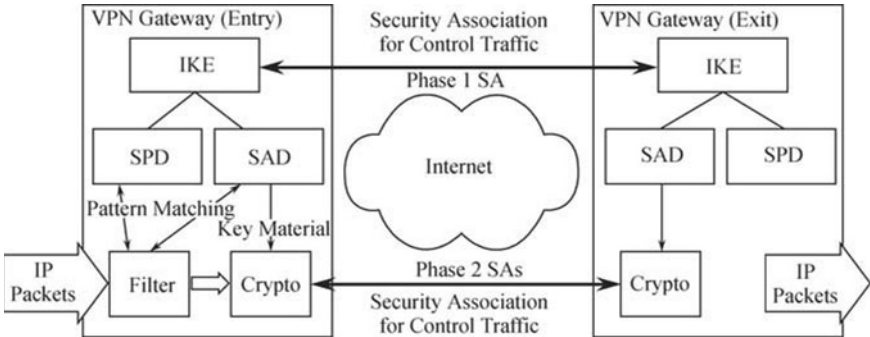 VPN Gateway (Entry)
IKE
SPD
SAD
Pattern Matching
Key Material
IP
Packets
Filter
Crypto
Security Association
for Control Traffic
Phase 1 SA
Internet
Phase 2 SAs
Security Association
for Control Traffic
VPN Gateway (Exit)
IKE
SAD
SPD
Crypto
IP
Packets